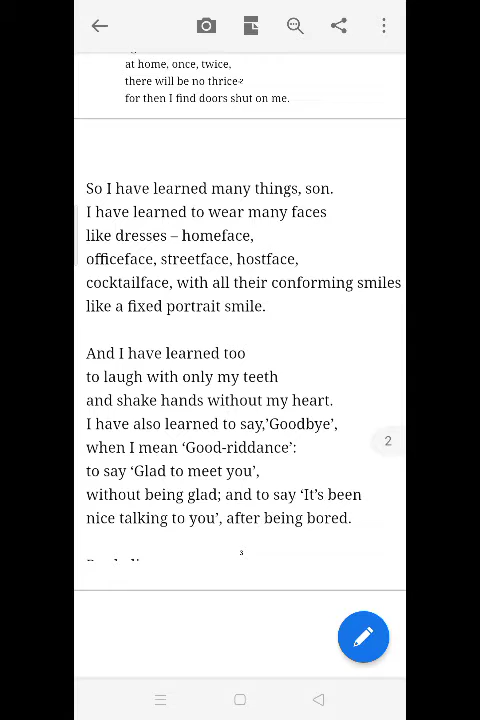 at home, once, twice,
there will be no thrice-
2
for then I find doors shut on me.
So I have learned many things, son.
I have learned to wear many faces
like dresses – homeface,
officeface, streetface, hostface,
cocktailface, with all their conforming smiles
like a fixed portrait smile.
And I have learned too
to laugh with only my teeth
and shake hands without my heart.
I have also learned to say,’Goodbye’,
when I mean ‘Good-riddance’:
to say ‘Glad to meet you’,
without being glad; and to say ‘It’s been
nice talking to you’, after being bored.
2
3